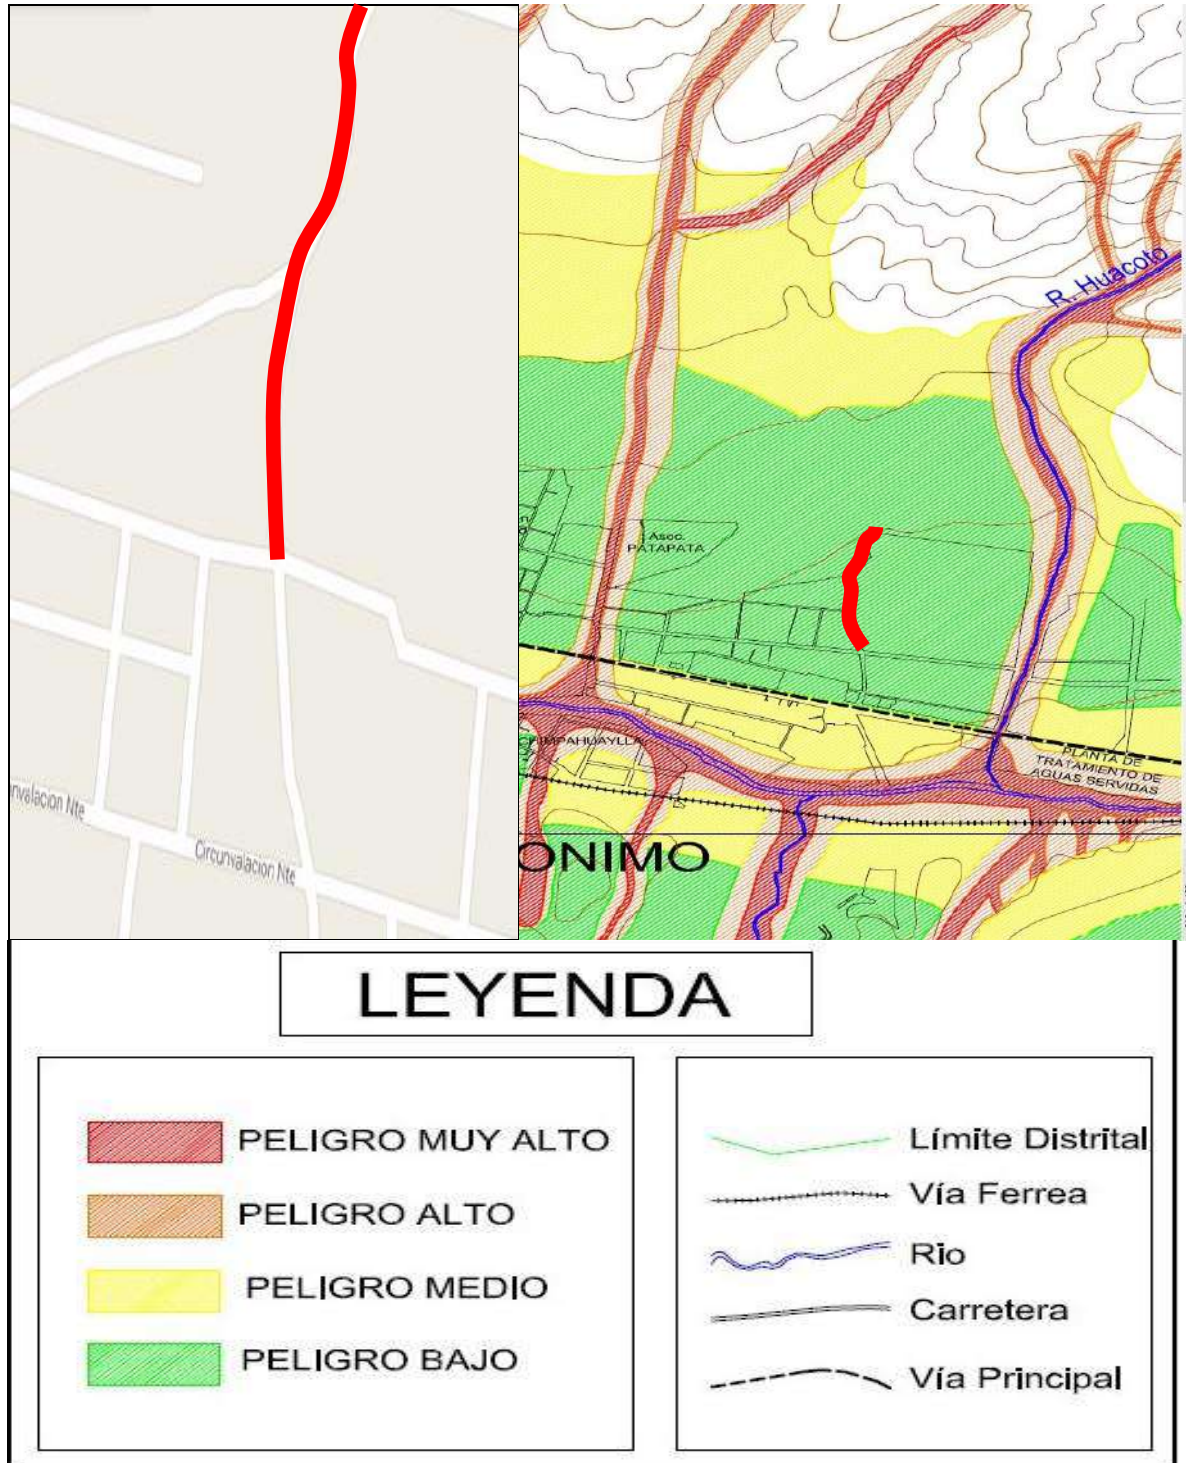 R. Huacoto
Asoc.
PATAPATA
PLANTA DE
TRATAMIENTO DE
AGUAS SERVIDAS
ONIMO
nvalacion Nte
Circunvalacion Nte
LEYENDA
PELIGRO MUY ALTO
PELIGRO ALTO
PELIGRO MEDIO
PELIGRO BAJO
Límite Distrital
Vía Ferrea
Rio
Carretera
Vía Principal